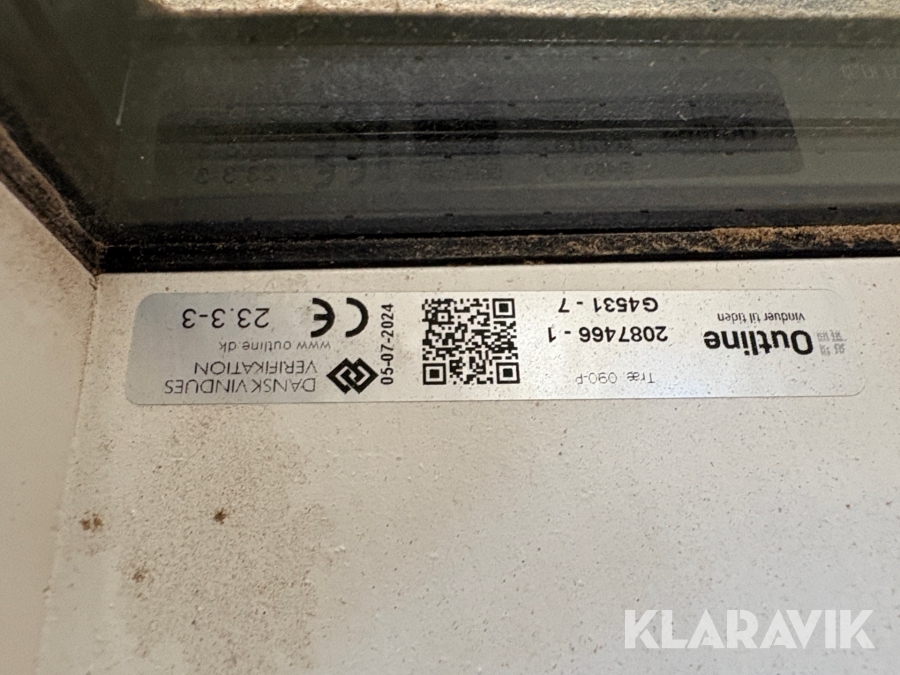 Outline
vinduer til tiden
Træ 090-P
2087466 - 1
G4531 - 7
05-07-2024
DANSK VINDUES
VERIFIKATION
www.outline.dk
CE 23.3-3
KLARAVIK